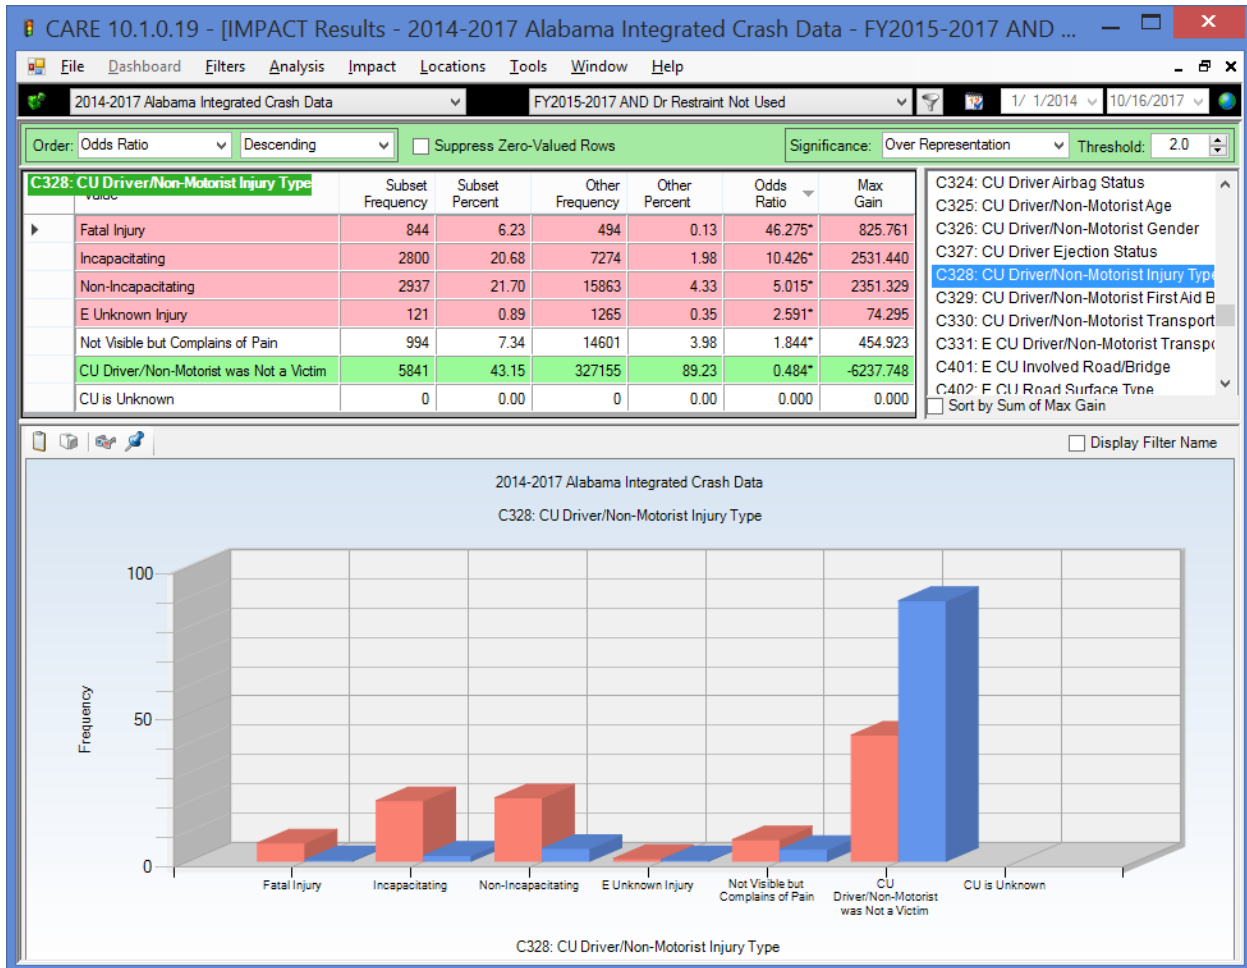 CARE 10.1.0.19 - [IMPACT Results - 2014-2017 Alabama Integrated Crash Data - FY2015-2017 AND ...
File Dashboard Filters Analysis Impact Locations Tools Window Help
2014-2017 Alabama Integrated Crash Data FY2015-2017 AND Dr Restraint Not Used 1/ 1/2014 10/16/2017
Order: Odds Ratio Descending Suppress Zero-Valued Rows Significance: Over Representation Threshold: 2.0
C328: CU Driver/Non-Motorist Injury Type
Subset Frequency Subset Percent Other Frequency Other Percent Odds Ratio Max Gain
Fatal Injury 844 6.23 494 0.13 46.275* 825.761
Incapacitating 2800 20.68 7274 1.98 10.426* 2531.440
Non-Incapacitating 2937 21.70 15863 4.33 5.015* 2351.329
E Unknown Injury 121 0.89 1265 0.35 2.591* 74.295
Not Visible but Complains of Pain 994 7.34 14601 3.98 1.844* 454.923
CU Driver/Non-Motorist was Not a Victim 5841 43.15 327155 89.23 0.484* -6237.748
CU is Unknown 0 0.00 0 0.00 0.000 0.000
C324: CU Driver Airbag Status
C325: CU Driver/Non-Motorist Age
C326: CU Driver/Non-Motorist Gender
C327: CU Driver Ejection Status
C328: CU Driver/Non-Motorist Injury Type
C329: CU Driver/Non-Motorist First Aid B
C330: CU Driver/Non-Motorist Transport
C331: E CU Driver/Non-Motorist Transpo
C401: E CU Involved Road/Bridge
C402: E CU Road Surface Type
Sort by Sum of Max Gain
Display Filter Name
2014-2017 Alabama Integrated Crash Data
C328: CU Driver/Non-Motorist Injury Type
Frequency
100
50
0
Fatal Injury
Incapacitating
Non-Incapacitating
E Unknown Injury
Not Visible but
Complains of Pain
CU
Driver/Non-Motorist
was Not a Victim
CU is Unknown
C328: CU Driver/Non-Motorist Injury Type